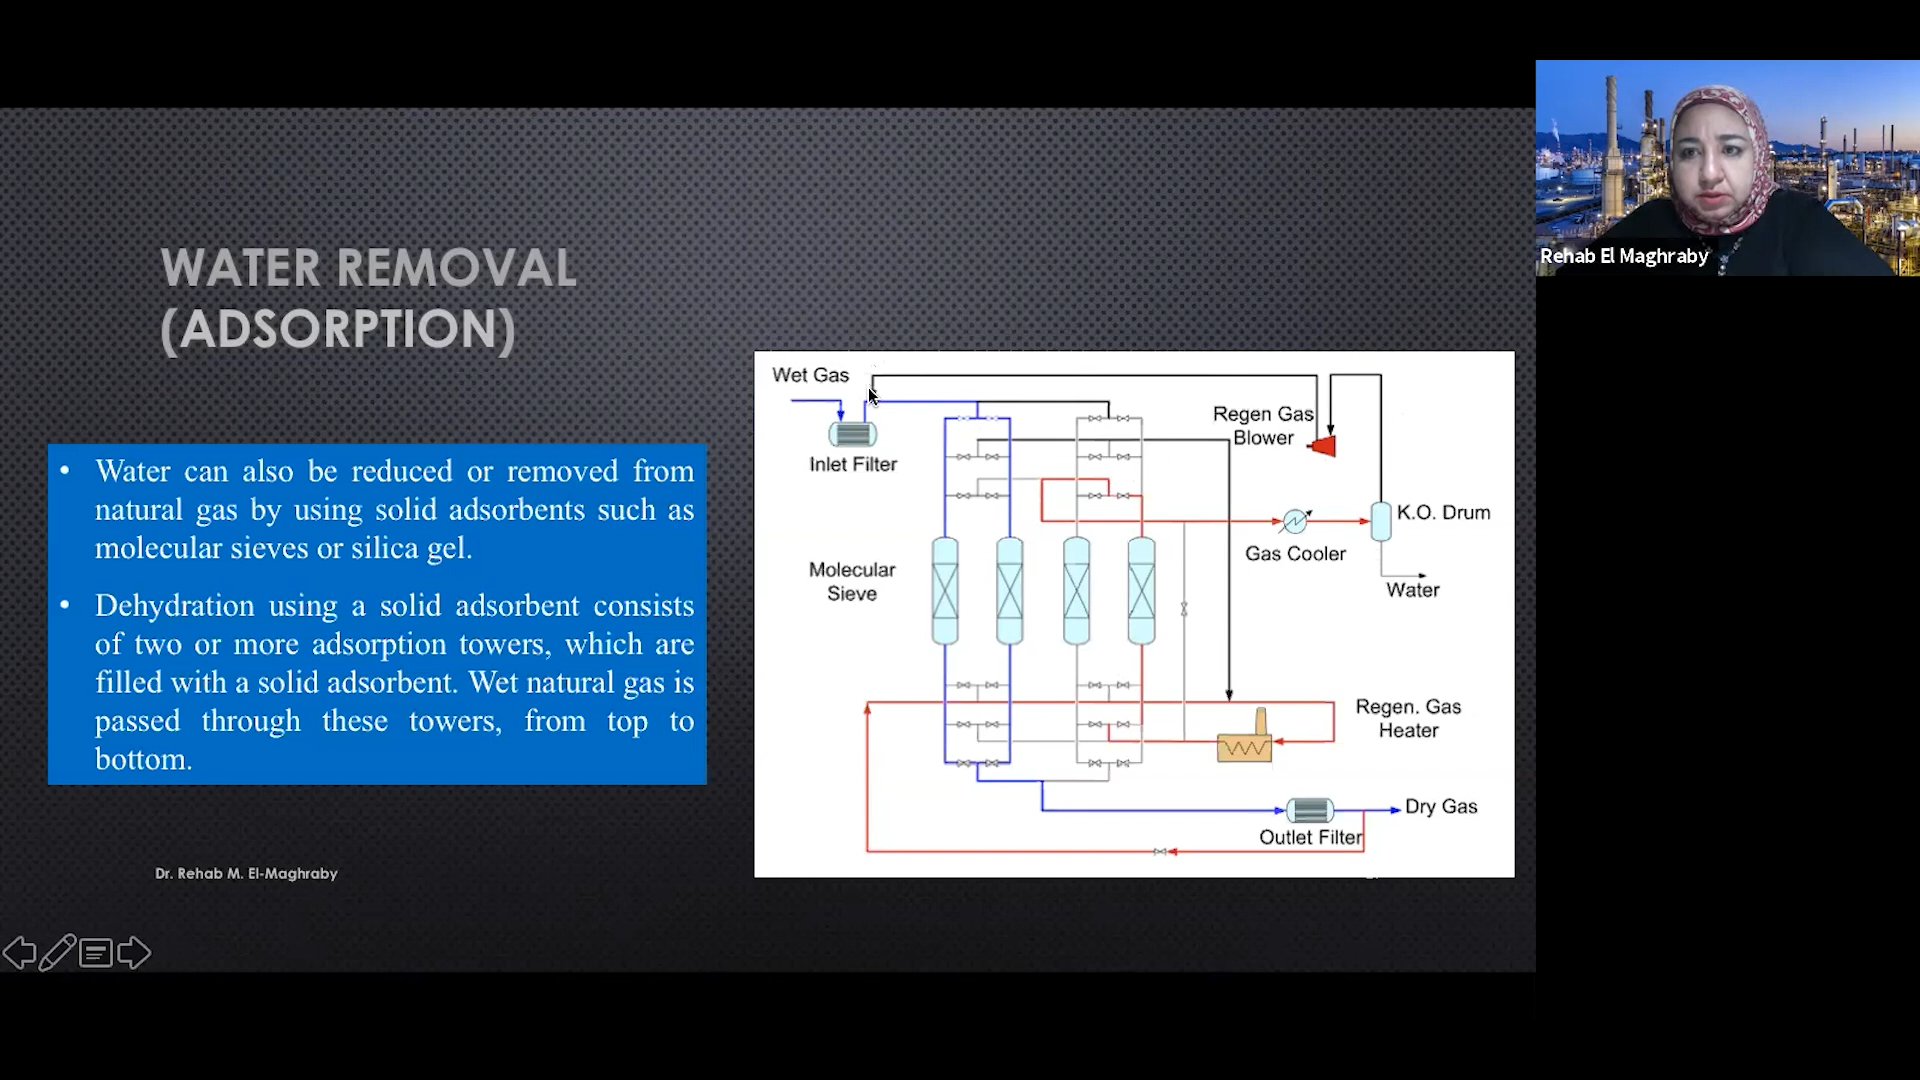 WATER REMOVAL
(ADSORPTION)
• Water can also be reduced or removed from
natural gas by using solid adsorbents such as
molecular sieves or silica gel.
• Dehydration using a solid adsorbent consists
of two or more adsorption towers, which are
filled with a solid adsorbent. Wet natural gas is
passed through these towers, from top to
bottom.
Dr. Rehab M. El-Maghraby
Wet Gas
Inlet Filter
Regen Gas
Blower
K.O. Drum
Gas Cooler
Water
Molecular
Sieve
Regen. Gas
Heater
Dry Gas
Outlet Filter
Rehab El Maghraby